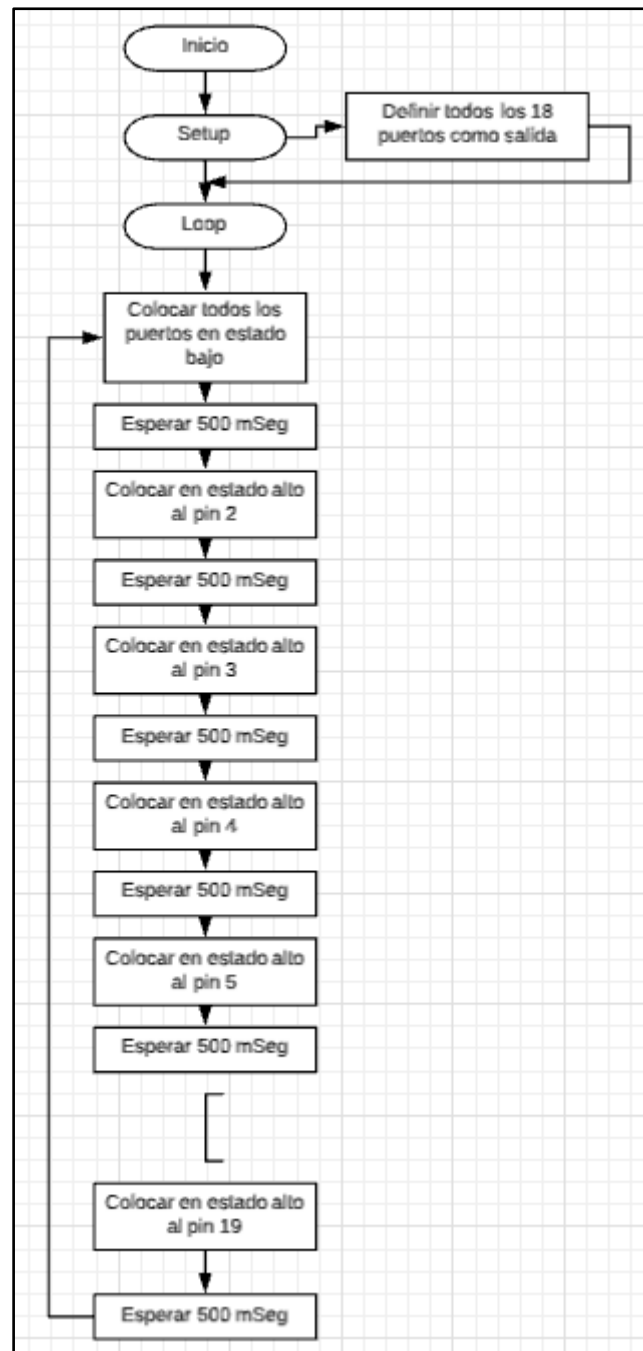 Inicio
Setup
Definir todos los 18
puertos como salida
Loop
Colocar todos los
puertos en estado
bajo
Esperar 500 mSeg
Colocar en estado alto
al pin 2
Esperar 500 mSeg
Colocar en estado alto
al pin 3
Esperar 500 mSeg
Colocar en estado alto
al pin 4
Esperar 500 mSeg
Colocar en estado alto
al pin 5
Esperar 500 mSeg
Colocar en estado alto
al pin 19
Esperar 500 mSeg